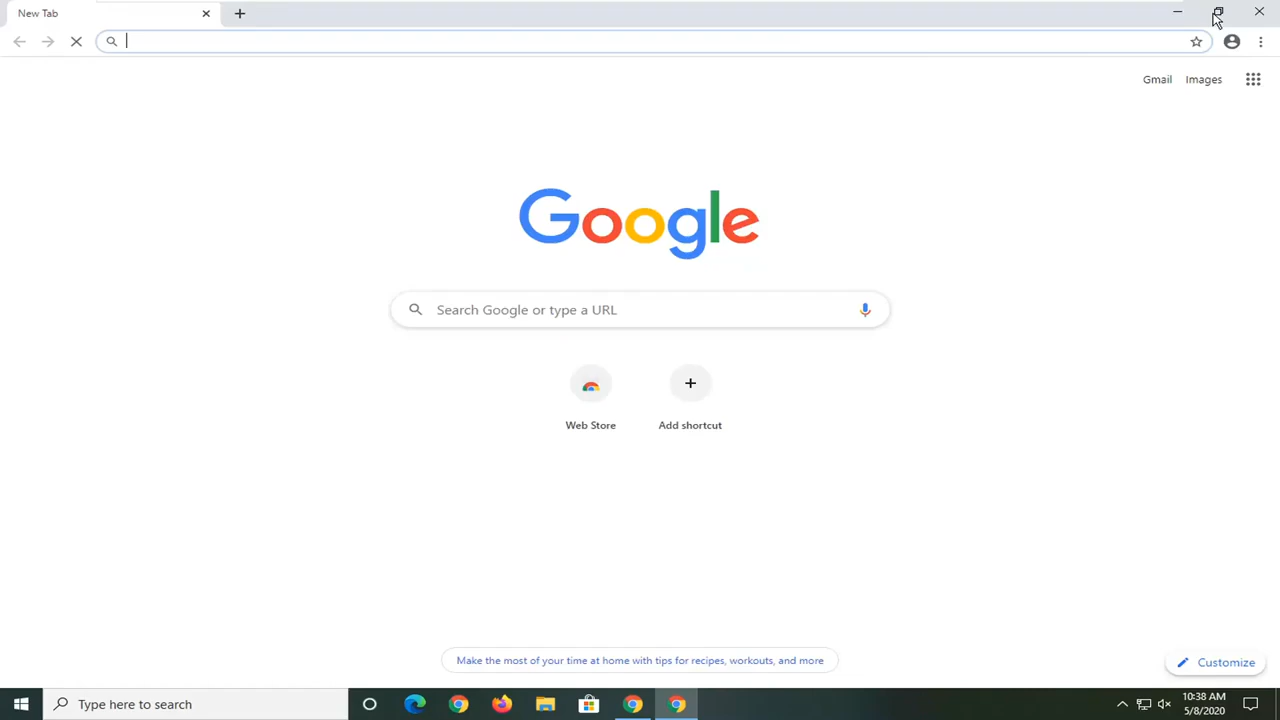 New Tab
Gmail Images
Google
Search Google or type a URL
Web Store Add shortcut
Make the most of your time at home with tips for recipes, workouts, and more
Customize
Type here to search
10:38 AM
5/8/2020